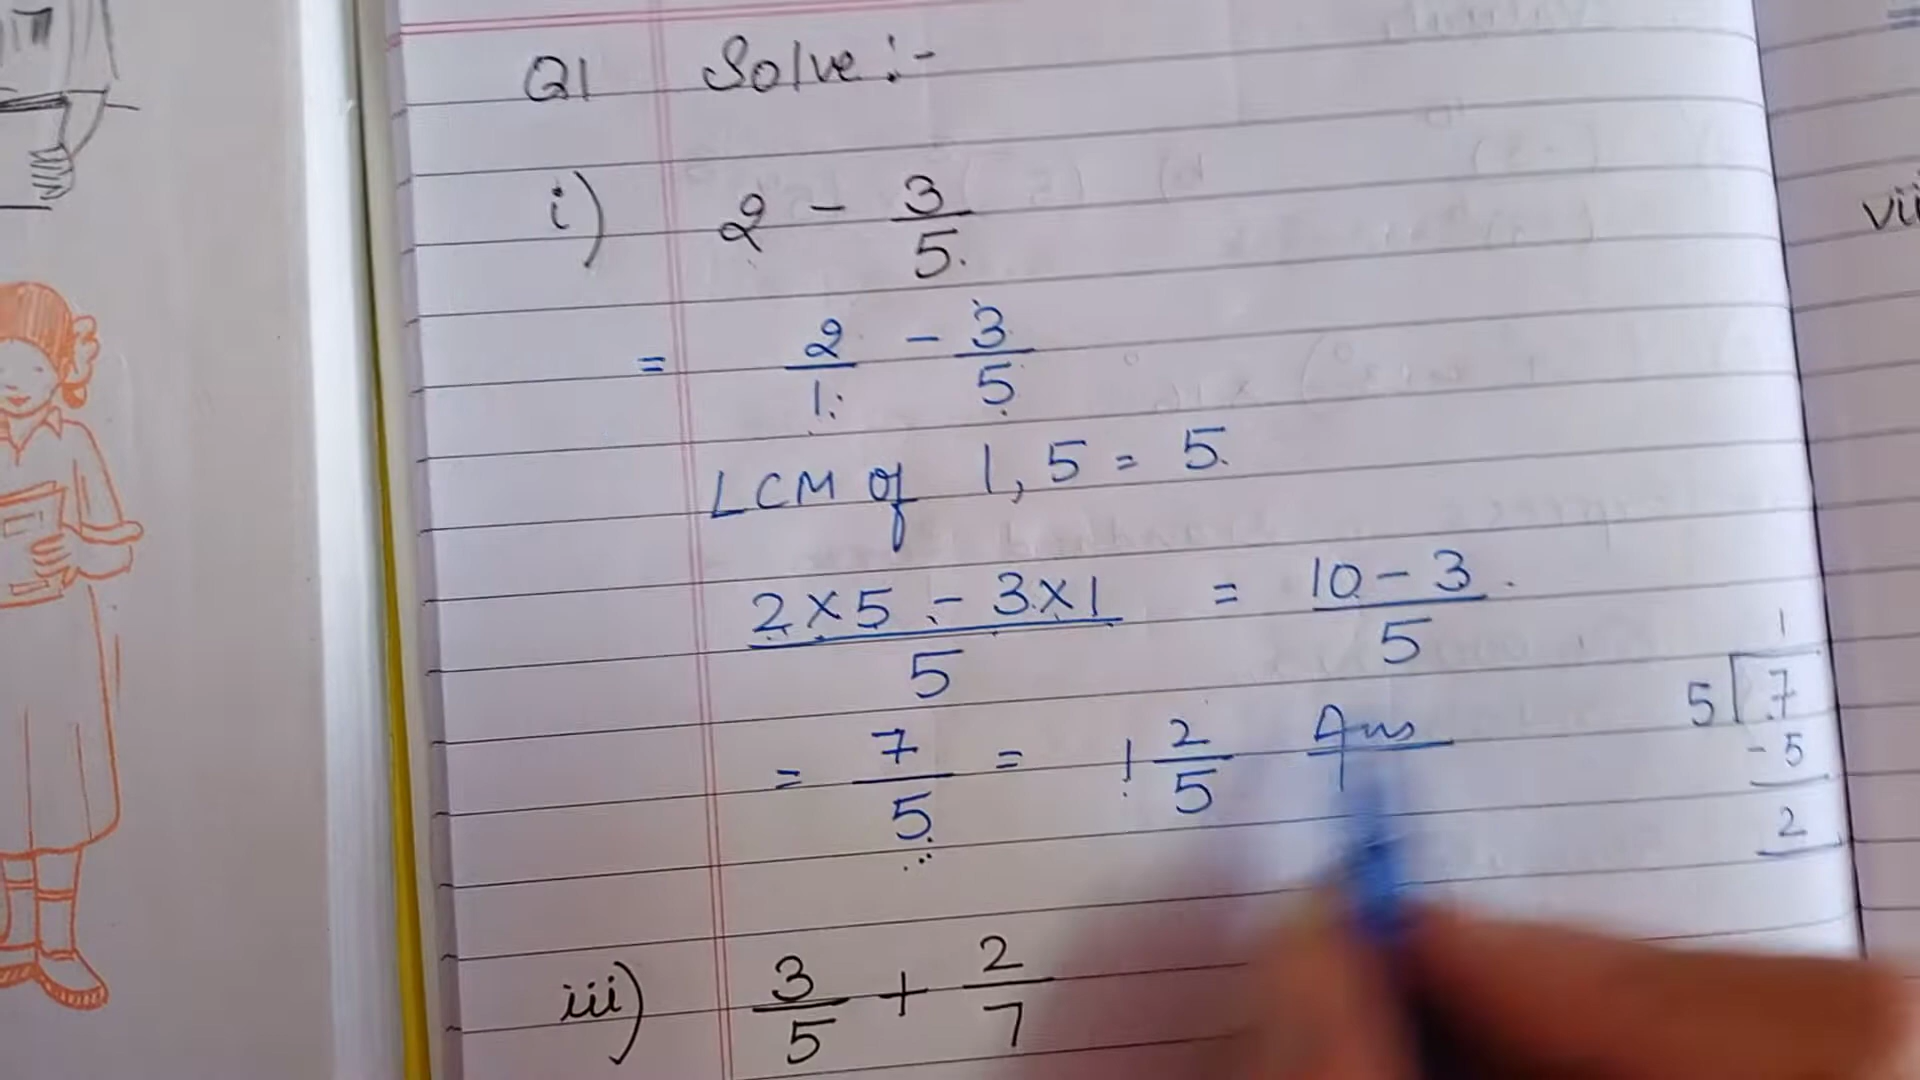 Q1 Solve :-
i) 2 - 3/5
= 2/1 - 3/5
LCM of 1, 5 = 5
2×5 - 3×1/5 = 10-3/5
= 7/5 = 1 2/5 Ans
1
5 7
- 5
2
iii) 3/5 + 2/7
vii